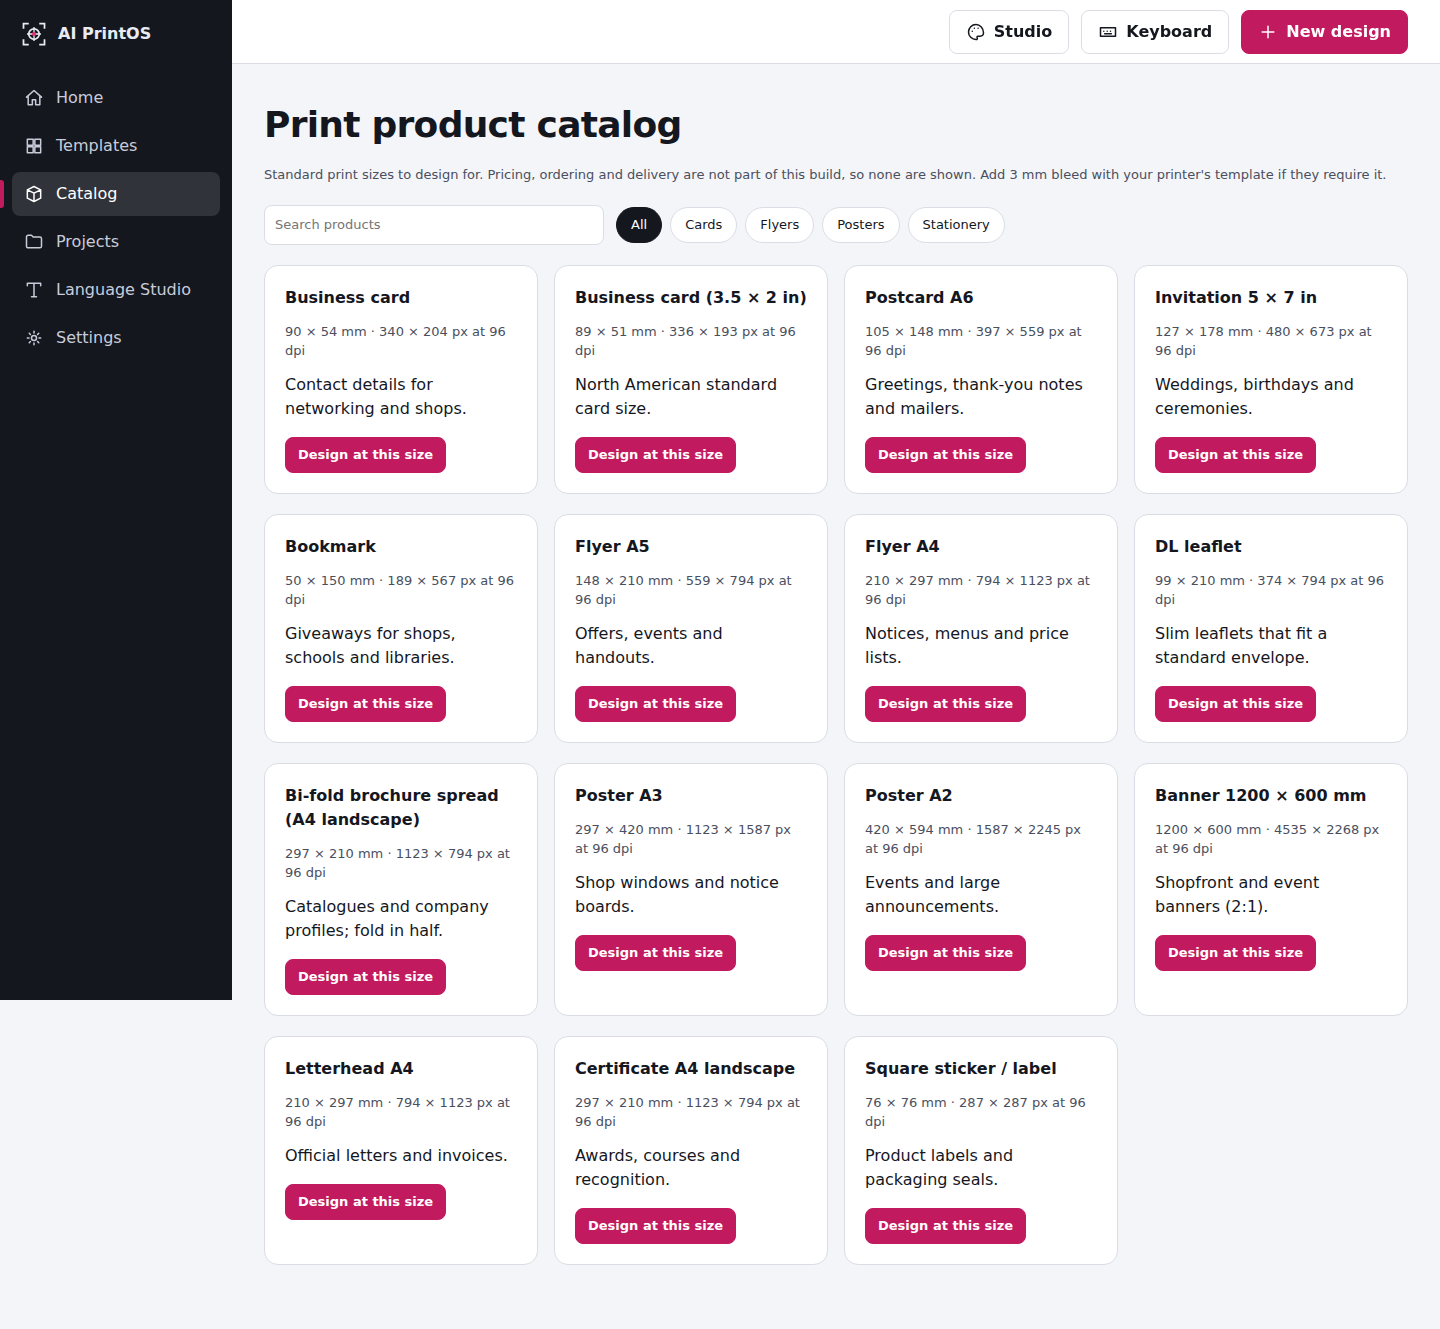 AI PrintOS
Home
Templates
Catalog
Projects
Language Studio
Settings
Studio
Keyboard
New design
Print product catalog
Standard print sizes to design for. Pricing, ordering and delivery are not part of this build, so none are shown. Add 3 mm bleed with your printer's template if they require it.
Search products
All
Cards
Flyers
Posters
Stationery
Business card
90 × 54 mm · 340 × 204 px at 96
dpi
Contact details for
networking and shops.
Design at this size
Business card (3.5 × 2 in)
89 × 51 mm · 336 × 193 px at 96
dpi
North American standard
card size.
Design at this size
Postcard A6
105 × 148 mm · 397 × 559 px at
96 dpi
Greetings, thank-you notes
and mailers.
Design at this size
Invitation 5 × 7 in
127 × 178 mm · 480 × 673 px at
96 dpi
Weddings, birthdays and
ceremonies.
Design at this size
Bookmark
50 × 150 mm · 189 × 567 px at 96
dpi
Giveaways for shops,
schools and libraries.
Design at this size
Flyer A5
148 × 210 mm · 559 × 794 px at
96 dpi
Offers, events and
handouts.
Design at this size
Flyer A4
210 × 297 mm · 794 × 1123 px at
96 dpi
Notices, menus and price
lists.
Design at this size
DL leaflet
99 × 210 mm · 374 × 794 px at 96
dpi
Slim leaflets that fit a
standard envelope.
Design at this size
Bi-fold brochure spread
(A4 landscape)
297 × 210 mm · 1123 × 794 px at
96 dpi
Catalogues and company
profiles; fold in half.
Design at this size
Poster A3
297 × 420 mm · 1123 × 1587 px
at 96 dpi
Shop windows and notice
boards.
Design at this size
Poster A2
420 × 594 mm · 1587 × 2245 px
at 96 dpi
Events and large
announcements.
Design at this size
Banner 1200 × 600 mm
1200 × 600 mm · 4535 × 2268 px
at 96 dpi
Shopfront and event
banners (2:1).
Design at this size
Letterhead A4
210 × 297 mm · 794 × 1123 px at
96 dpi
Official letters and invoices.
Design at this size
Certificate A4 landscape
297 × 210 mm · 1123 × 794 px at
96 dpi
Awards, courses and
recognition.
Design at this size
Square sticker / label
76 × 76 mm · 287 × 287 px at 96
dpi
Product labels and
packaging seals.
Design at this size